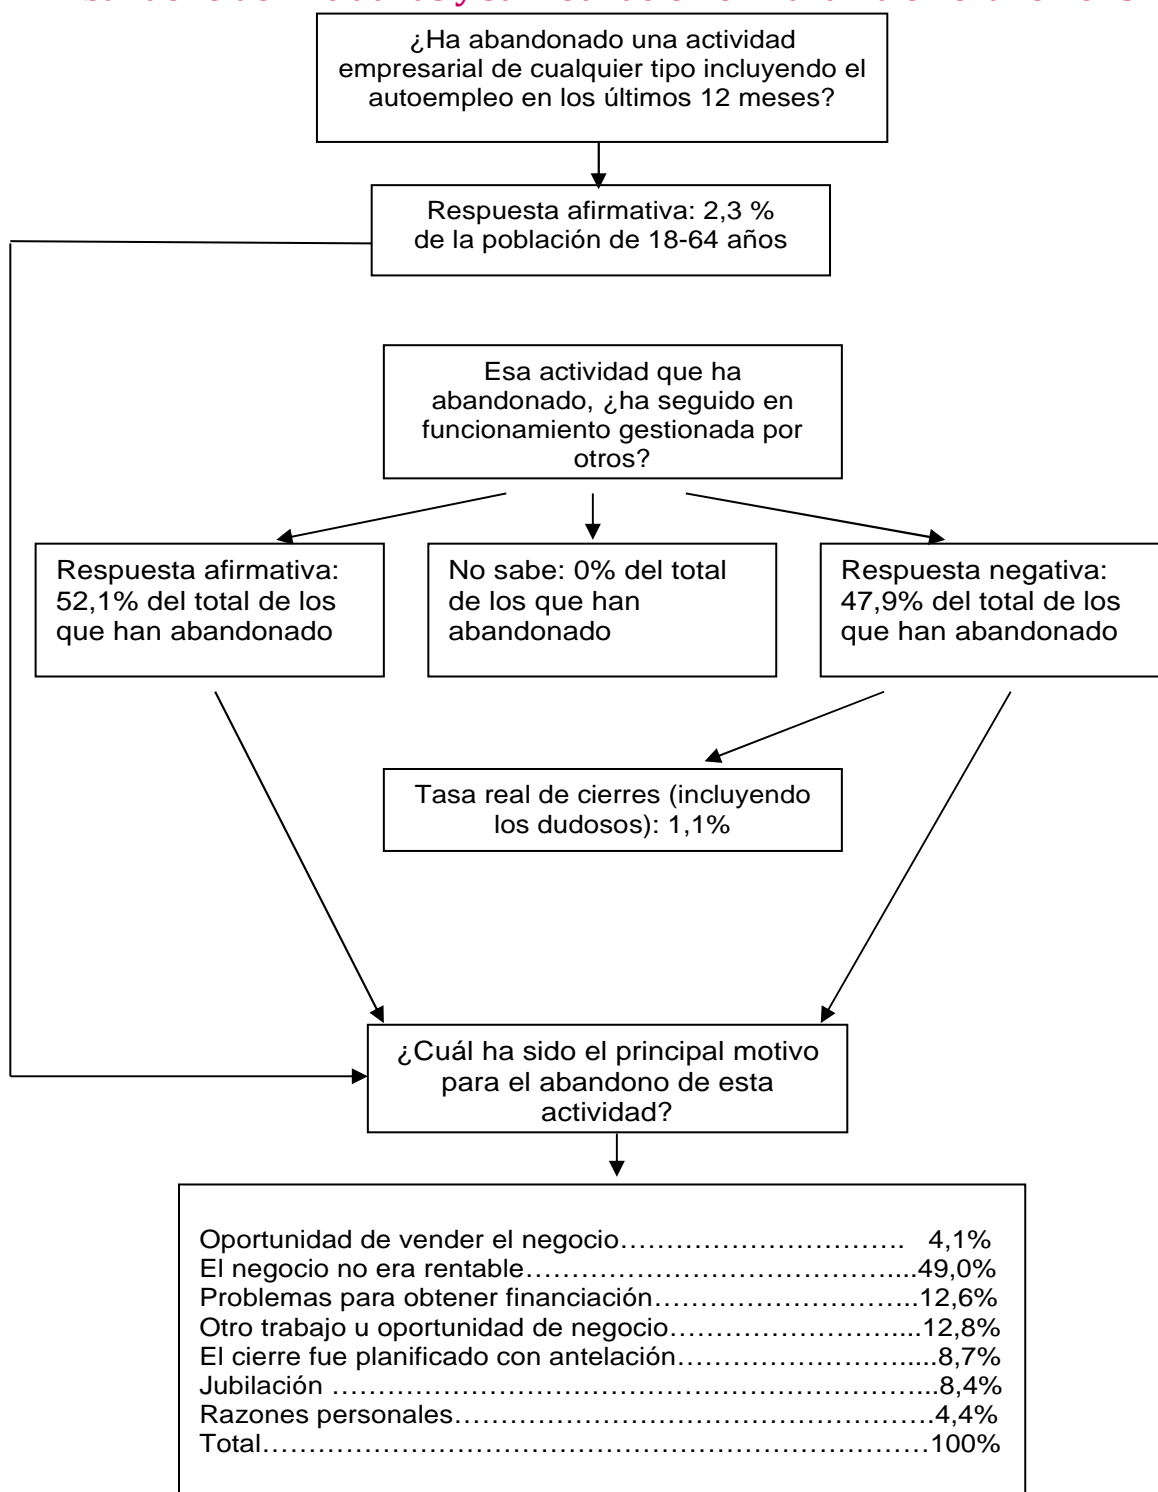 ¿Ha abandonado una actividad
empresarial de cualquier tipo incluyendo el
autoempleo en los últimos 12 meses?
Respuesta afirmativa: 2,3 %
de la población de 18-64 años
Esa actividad que ha
abandonado, ¿ha seguido en
funcionamiento gestionada por
otros?
Respuesta afirmativa:
52,1% del total de los
que han abandonado
No sabe: 0% del total
de los que han
abandonado
Respuesta negativa:
47,9% del total de los
que han abandonado
Tasa real de cierres (incluyendo
los dudosos): 1,1%
¿Cuál ha sido el principal motivo
para el abandono de esta
actividad?
Oportunidad de vender el negocio…………………………. 4,1%
El negocio no era rentable…………………………………....49,0%
Problemas para obtener financiación………………………..12,6%
Otro trabajo u oportunidad de negocio……………………....12,8%
El cierre fue planificado con antelación…………………….....8,7%
Jubilación ………………………………………………………...8,4%
Razones personales…………………………………………….4,4%
Total………………………………………………………………100%